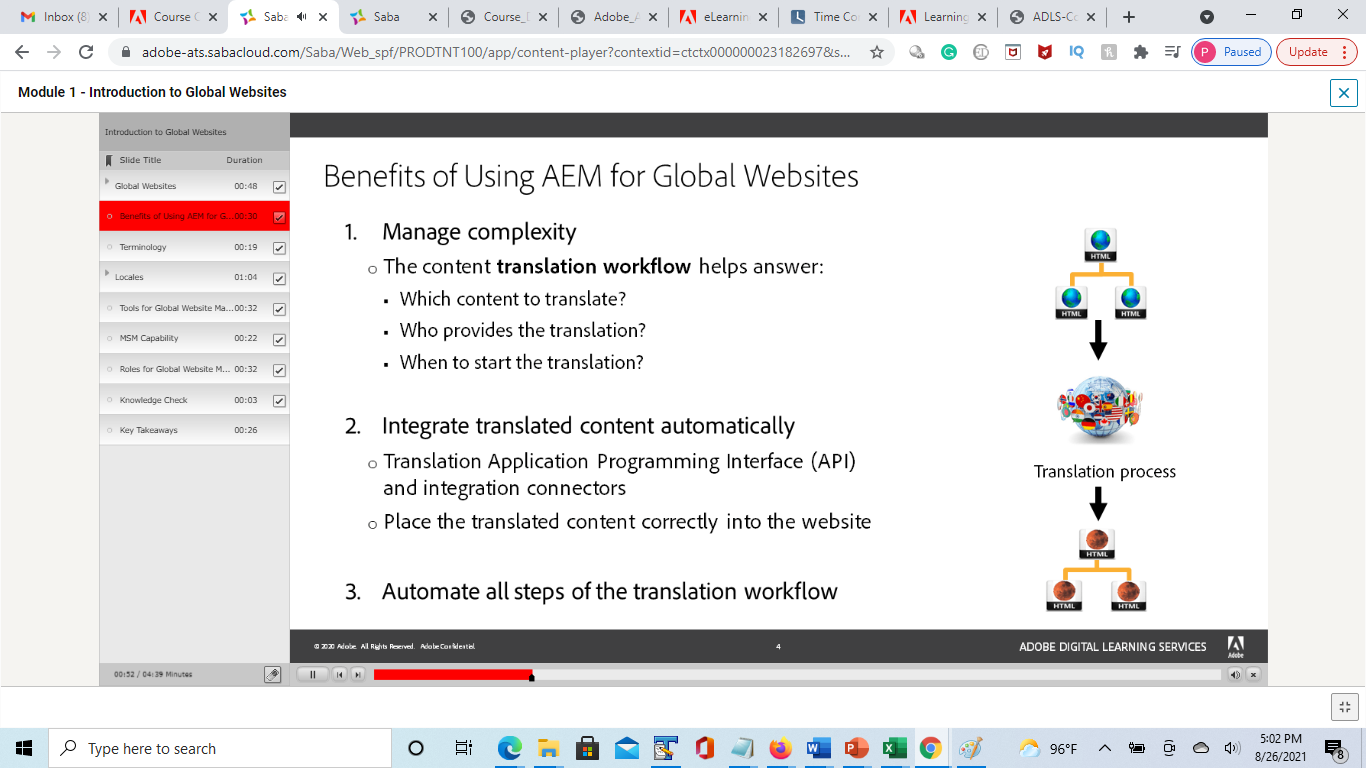 Inbox (8)
Course C
Saba
Saba
Course_D
Adobe_A
eLearnin
Time Co
Learning
ADLS-Co
adobe-ats.sabacloud.com/Saba/Web_spf/PRODTNT100/app/content-player?contextid=ctctx000000023182697&s...
Paused
Update
Module 1 - Introduction to Global Websites
Introduction to Global Websites
Slide Title Duration
Global Websites 00:48
Benefits of Using AEM for G...00:30
Terminology 00:19
Locales 01:04
Tools for Global Website Ma...00:32
MSM Capability 00:22
Roles for Global Website M... 00:32
Knowledge Check 00:03
Key Takeaways 00:26
00:52 / 04:39 Minutes
Benefits of Using AEM for Global Websites
1. Manage complexity
The content translation workflow helps answer:
Which content to translate?
Who provides the translation?
When to start the translation?
2. Integrate translated content automatically
Translation Application Programming Interface (API)
and integration connectors
Place the translated content correctly into the website
3. Automate all steps of the translation workflow
HTML
HTML HTML
Translation process
HTML
HTML HTML
© 2020 Adobe. All Rights Reserved. Adobe Confidential.
4
ADOBE DIGITAL LEARNING SERVICES
Adobe
Type here to search
96°F
5:02 PM
8/26/2021
8